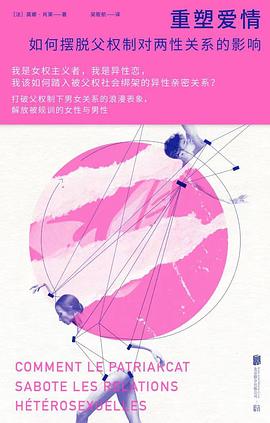 [法] 莫娜·肖莱—著
吴筱航—译
重塑爱情
如何摆脱父权制对两性关系的影响
我是女权主义者，我是异性恋，
我该如何踏入被父权社会绑架的异性亲密关系？
打破父权制下男女关系的浪漫表象，
解放被规训的女性与男性
COMMENT LE PATRIARCAT
SABOTE LES RELATIONS
HÉTÉROSEXUELLES